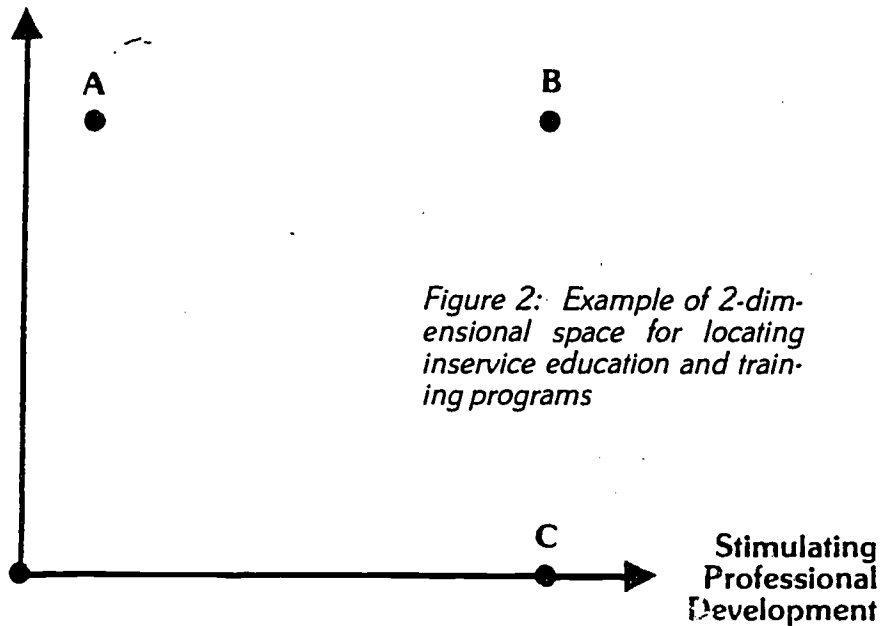 A
B
Figure 2: Example of 2-dim-
ensional space for locating
inservice education and train-
ing programs
C
Stimulating
Professional
Development